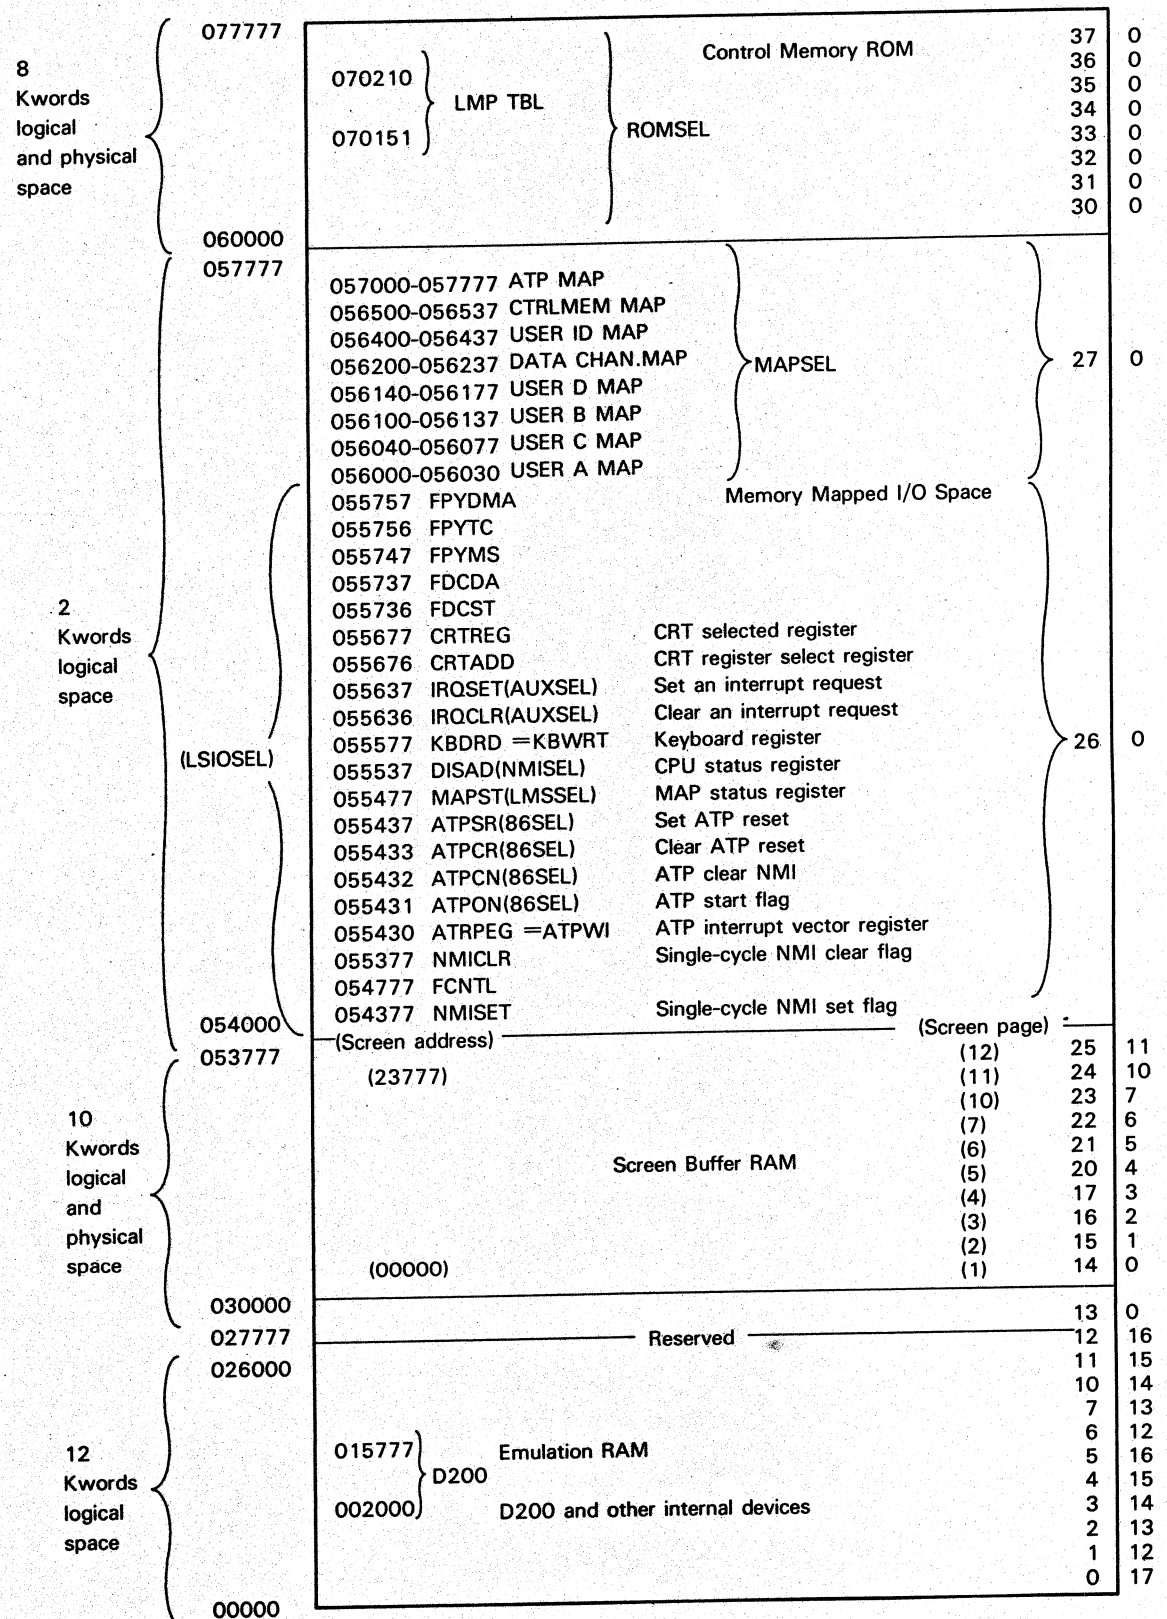 077777
37 0
Control Memory ROM
36 0
8
Kwords
logical
and physical
space
070210
LMP TBL
070151
ROMSEL
35 0
34 0
33 0
32 0
31 0
30 0
060000
057777
057000-057777 ATP MAP
056500-056537 CTRLMEM MAP
056400-056437 USER ID MAP
056200-056237 DATA CHAN.MAP
MAPSEL
27 0
056140-056177 USER D MAP
056100-056137 USER B MAP
056040-056077 USER C MAP
056000-056030 USER A MAP
Memory Mapped I/O Space
055757 FPYDMA
055756 FPYTC
055747 FPYMS
055737 FDCDA
055736 FDCST
2
Kwords
logical
space
055677 CRTREG CRT selected register
055676 CRTADD CRT register select register
055637 IRQSET(AUXSEL) Set an interrupt request
055636 IRQCLR(AUXSEL) Clear an interrupt request
055577 KBDRD =KBWRT Keyboard register
26 0
(LSIOSEL)
055537 DISAD(NMISEL) CPU status register
055477 MAPST(LMSSEL) MAP status register
055437 ATPSR(86SEL) Set ATP reset
055433 ATPCR(86SEL) Clear ATP reset
055432 ATPCN(86SEL) ATP clear NMI
055431 ATPON(86SEL) ATP start flag
055430 ATRPEG =ATPWI ATP interrupt vector register
055377 NMICLR Single-cycle NMI clear flag
054777 FCNTL
054377 NMISET Single-cycle NMI set flag
054000
(Screen address) (Screen page)
053777
(12) 25 11
(23777) (11) 24 10
(10) 23 7
(7) 22 6
(6) 21 5
10
Kwords
logical
and
physical
space
Screen Buffer RAM
(5) 20 4
(4) 17 3
(3) 16 2
(2) 15 1
(00000) (1) 14 0
030000
13 0
027777
Reserved
12 16
026000
11 15
10 14
7 13
6 12
12
Kwords
logical
space
015777
D200
002000
Emulation RAM
5 16
4 15
D200 and other internal devices
3 14
2 13
1 12
0 17
00000